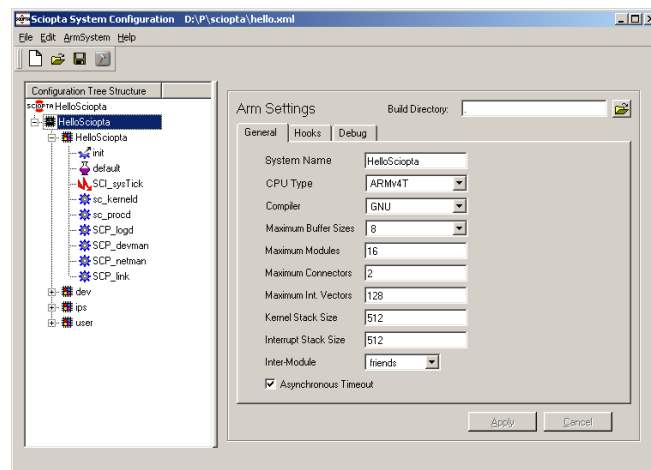 Sciopta System Configuration D:\P\sciopta\hello.xml
File Edit ArmSystem Help
Configuration Tree Structure
SCIOPTA HelloSciopta
HelloSciopta
HelloSciopta
init
default
SCI_sysTick
sc_kerneld
sc_procd
SCP_logd
SCP_devman
SCP_netman
SCP_link
dev
ips
user
Arm Settings Build Directory: .
General Hooks Debug
System Name HelloSciopta
CPU Type ARMv4T
Compiler GNU
Maximum Buffer Sizes 8
Maximum Modules 16
Maximum Connectors 2
Maximum Int. Vectors 128
Kernel Stack Size 512
Interrupt Stack Size 512
Inter-Module friends
Asynchronous Timeout
Apply Cancel